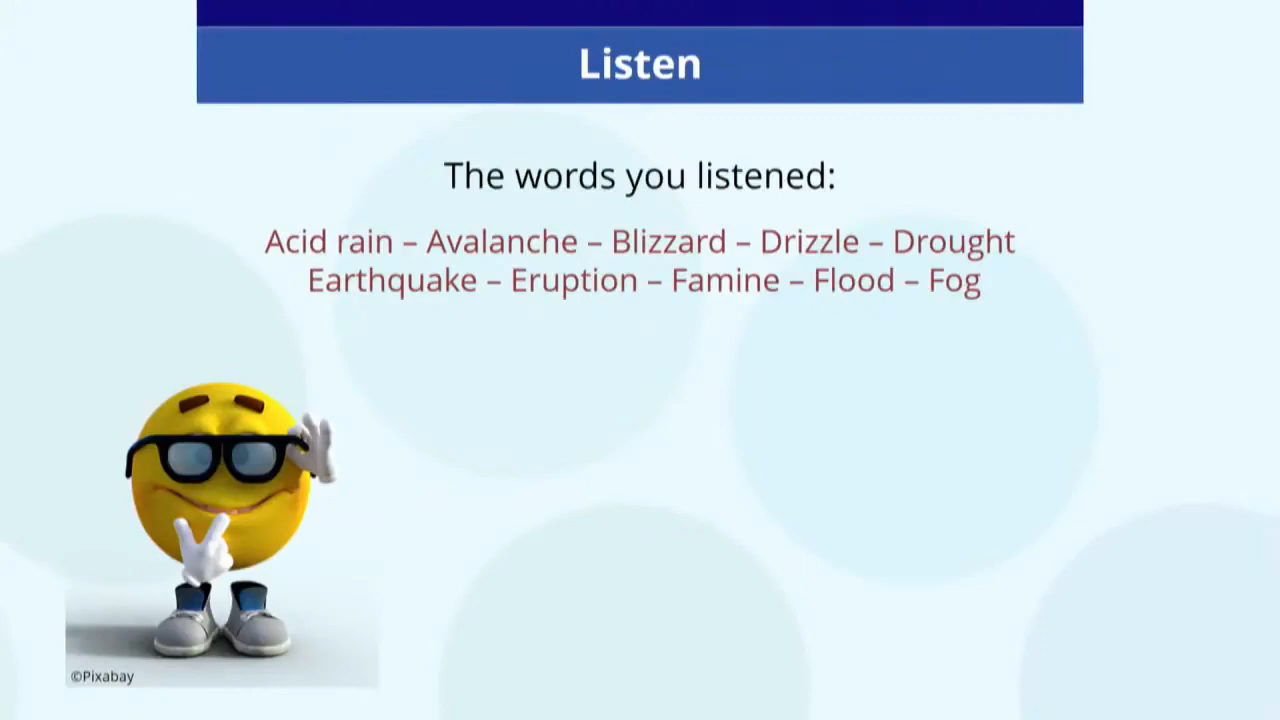 Listen
The words you listened:
Acid rain – Avalanche – Blizzard – Drizzle – Drought
Earthquake – Eruption – Famine – Flood – Fog
©Pixabay